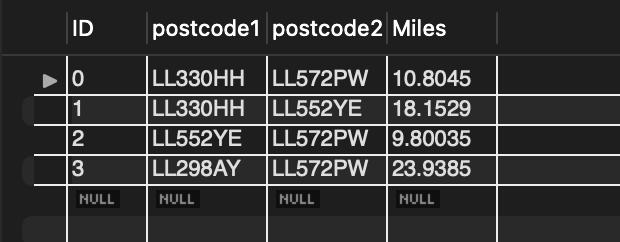 ID postcode1 postcode2 Miles
0 LL330HH LL572PW 10.8045
1 LL330HH LL552YE 18.1529
2 LL552YE LL572PW 9.80035
3 LL298AY LL572PW 23.9385
NULL NULL NULL NULL